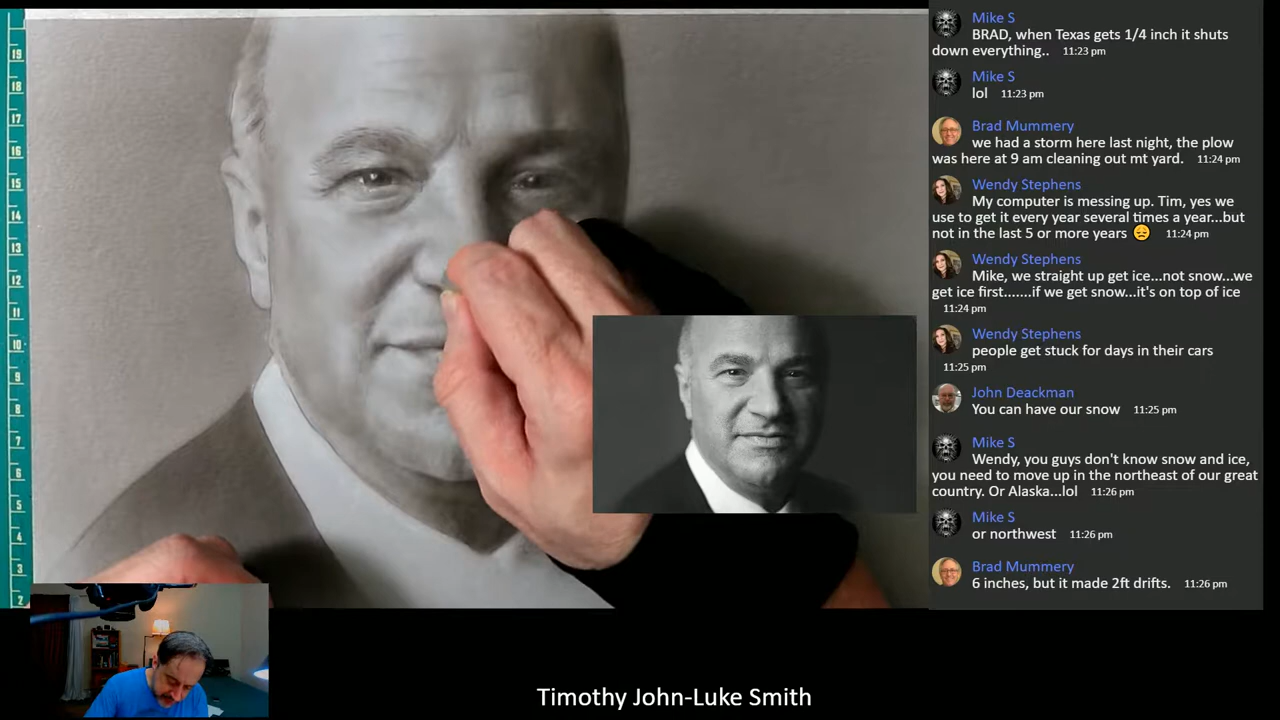 19
18
17
16
15
14
13
12
11
10
9
8
7
6
5
4
3
2
Mike S
BRAD, when Texas gets 1/4 inch it shuts
down everything.. 11:23 pm
Mike S
lol 11:23 pm
Brad Mummery
we had a storm here last night, the plow
was here at 9 am cleaning out mt yard. 11:24 pm
Wendy Stephens
My computer is messing up. Tim, yes we
use to get it every year several times a year...but
not in the last 5 or more years 😔 11:24 pm
Wendy Stephens
Mike, we straight up get ice...not snow...we
get ice first.......if we get snow...it's on top of ice
11:24 pm
Wendy Stephens
people get stuck for days in their cars
11:25 pm
John Deackman
You can have our snow 11:25 pm
Mike S
Wendy, you guys don't know snow and ice,
you need to move up in the northeast of our great
country. Or Alaska...lol 11:26 pm
Mike S
or northwest 11:26 pm
Brad Mummery
6 inches, but it made 2ft drifts. 11:26 pm
Timothy John-Luke Smith